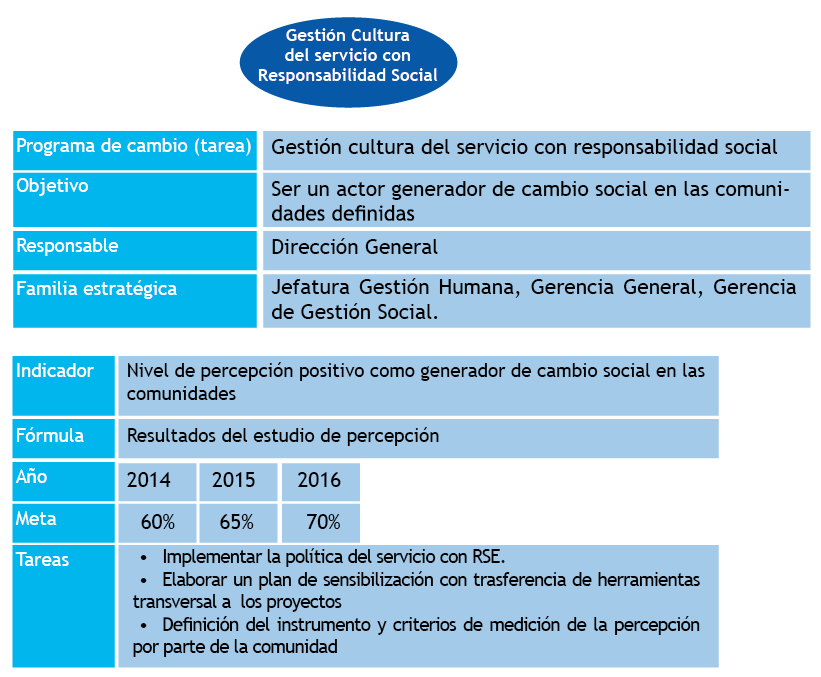 Gestión Cultura
del servicio con
Responsabilidad Social
Programa de cambio (tarea) Gestión cultura del servicio con responsabilidad social
Objetivo Ser un actor generador de cambio social en las comuni-
dades definidas
Responsable Dirección General
Familia estratégica Jefatura Gestión Humana, Gerencia General, Gerencia
de Gestión Social.
Indicador Nivel de percepción positivo como generador de cambio social en las
comunidades
Fórmula Resultados del estudio de percepción
Año 2014 2015 2016
Meta 60% 65% 70%
Tareas • Implementar la política del servicio con RSE.
• Elaborar un plan de sensibilización con trasferencia de herramientas
transversal a los proyectos
• Definición del instrumento y criterios de medición de la percepción
por parte de la comunidad